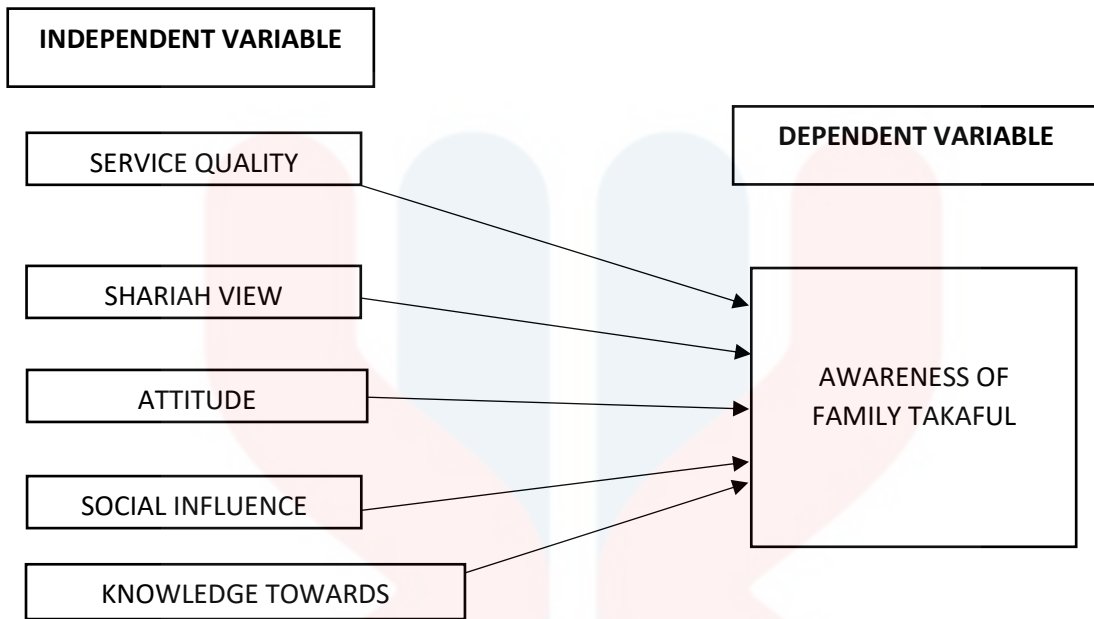 INDEPENDENT VARIABLE
SERVICE QUALITY
SHARIAH VIEW
ATTITUDE
SOCIAL INFLUENCE
KNOWLEDGE TOWARDS
DEPENDENT VARIABLE
AWARENESS OF
FAMILY TAKAFUL